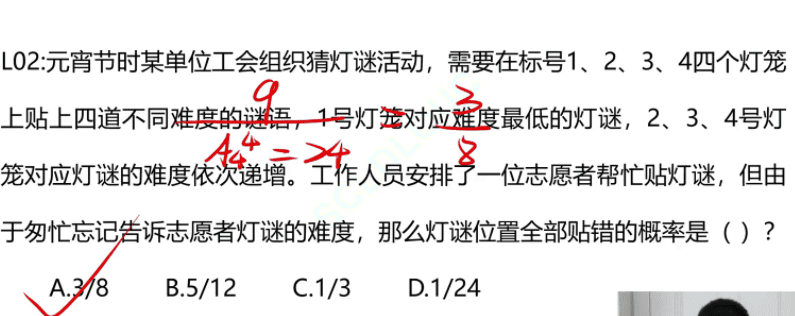 L02:元宵节时某单位工会组织猜灯谜活动，需要在标号1、2、3、4四个灯笼
上贴上四道不同难度的谜语，1号灯笼对应难度最低的灯谜，2、3、4号灯
9
A₄⁴=24
=
3
8
笼对应灯谜的难度依次递增。工作人员安排了一位志愿者帮忙贴灯谜，但由
于匆忙忘记告诉志愿者灯谜的难度，那么灯谜位置全部贴错的概率是（ ）？
A.3/8 B.5/12 C.1/3 D.1/24